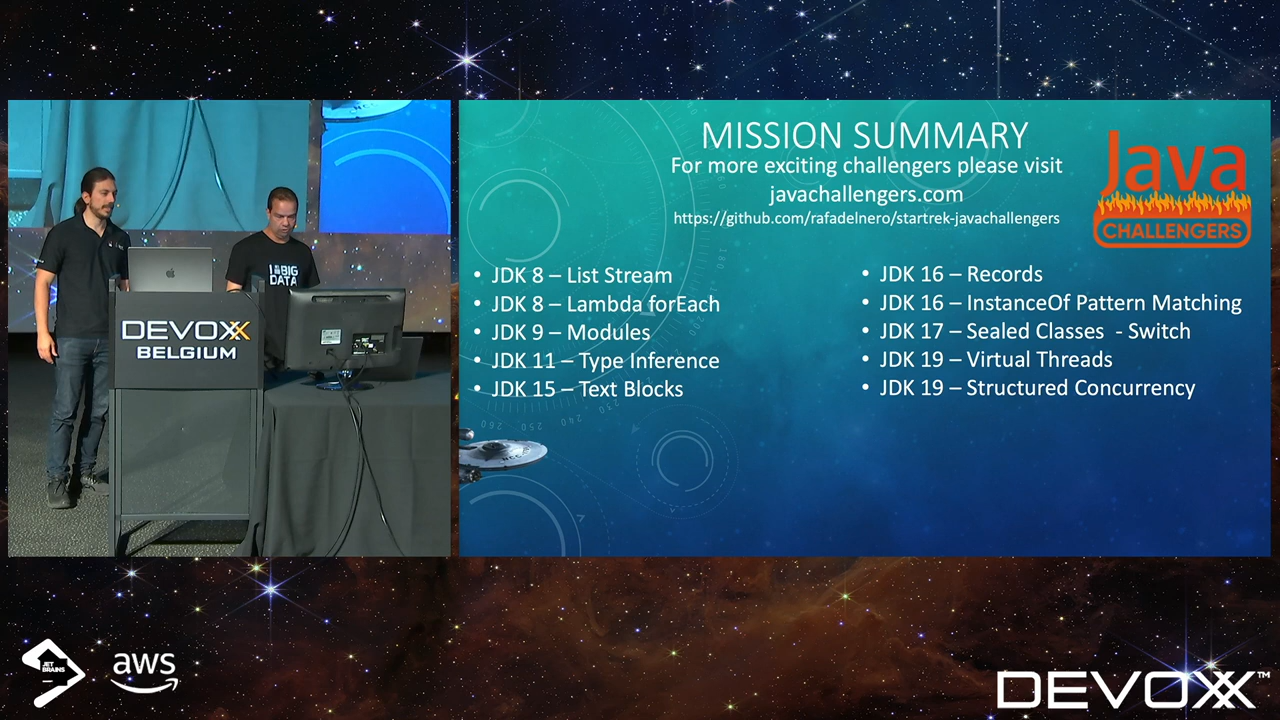 MISSION SUMMARY
For more exciting challengers please visit
javachallengers.com
https://github.com/rafadelnero/startrek-javachallengers
Java
CHALLENGERS
• JDK 8 – List Stream
• JDK 8 – Lambda forEach
• JDK 9 – Modules
• JDK 11 – Type Inference
• JDK 15 – Text Blocks
• JDK 16 – Records
• JDK 16 – InstanceOf Pattern Matching
• JDK 17 – Sealed Classes  - Switch
• JDK 19 – Virtual Threads
• JDK 19 – Structured Concurrency
BIG
DATA
DEVOXX
BELGIUM
JET
BRAINS
aws
DEVOXX™